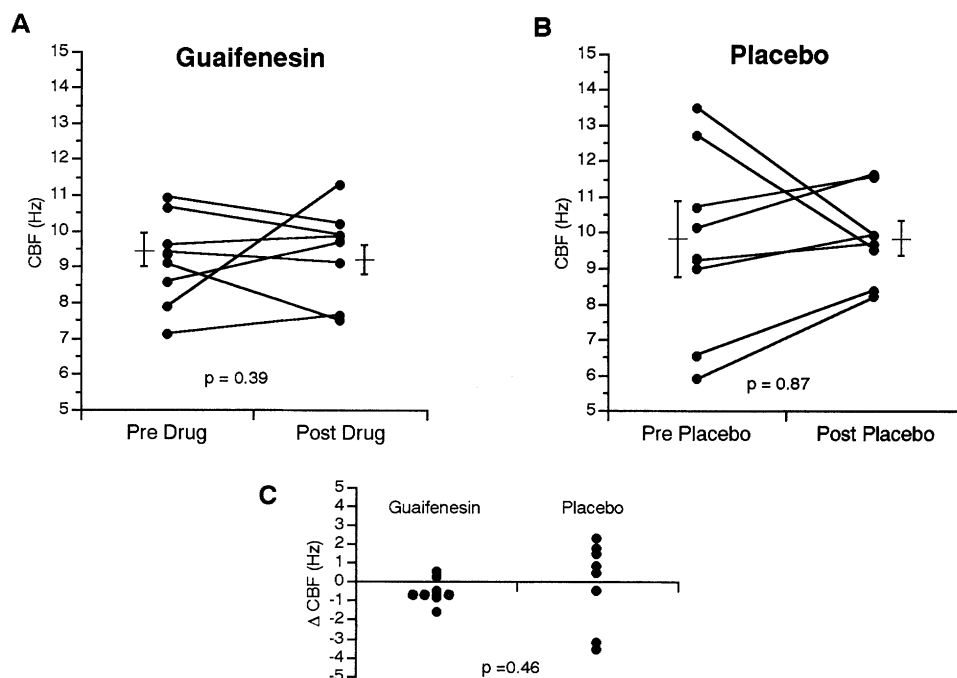 A
Guaifenesin
15
14
13
12
11
10
9
8
7
6
5
CBF (Hz)
p = 0.39
Pre Drug
Post Drug
B
Placebo
15
14
13
12
11
10
9
8
7
6
5
CBF (Hz)
p = 0.87
Pre Placebo
Post Placebo
C
Guaifenesin
Placebo
5
4
3
2
1
0
-1
-2
-3
-4
-5
Δ CBF (Hz)
p =0.46